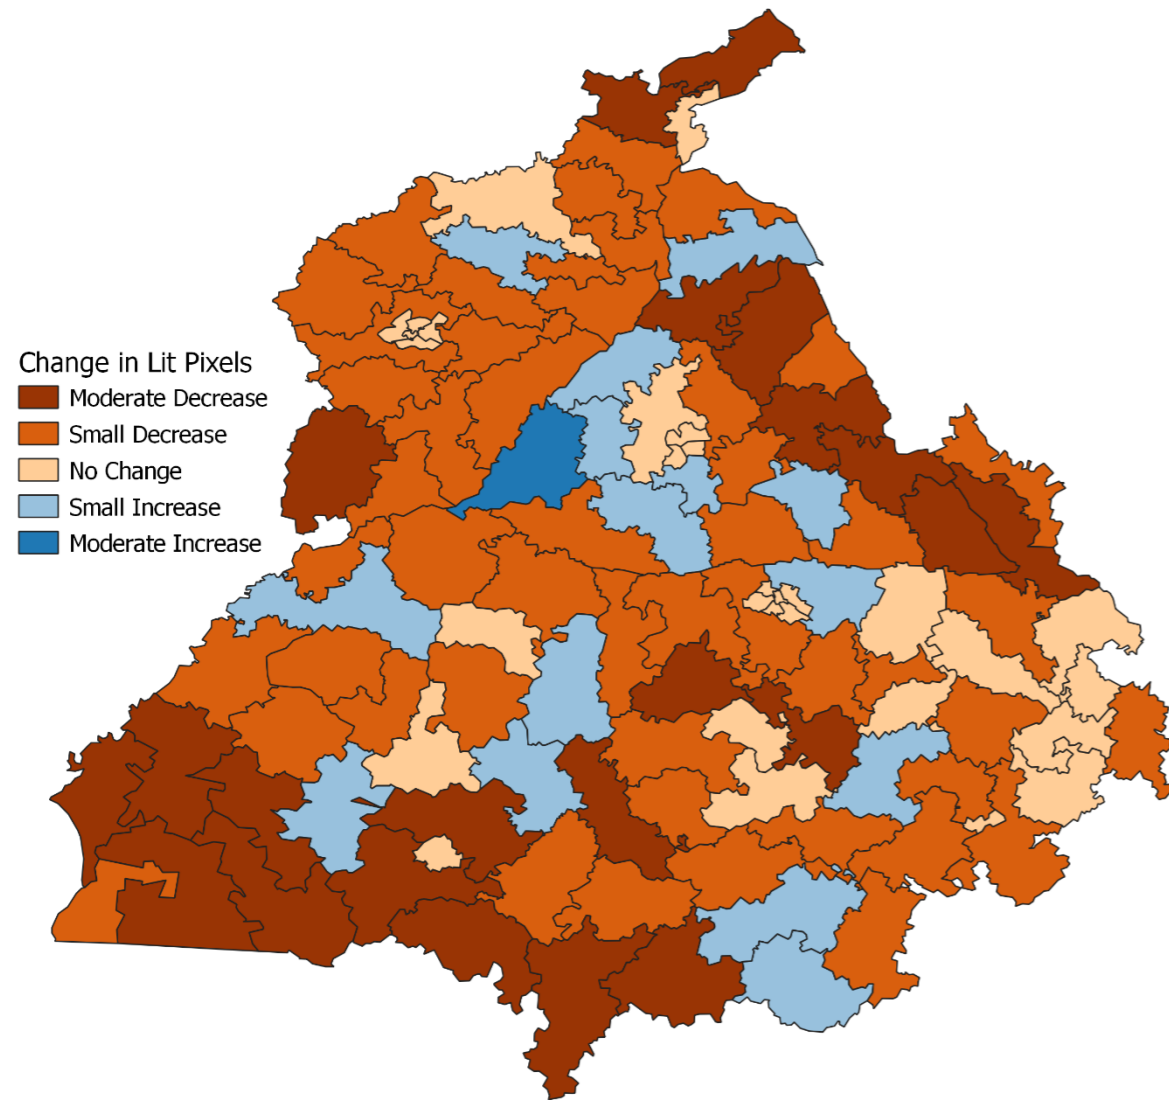 Change in Lit Pixels
Moderate Decrease
Small Decrease
No Change
Small Increase
Moderate Increase